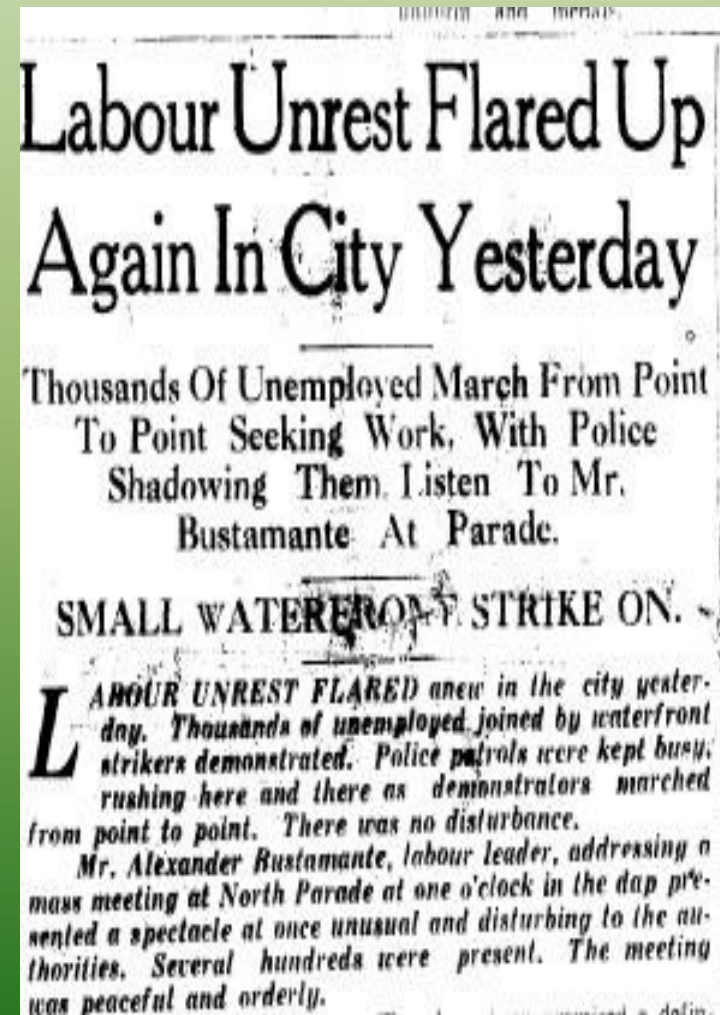 uniform and medals.
Labour Unrest Flared Up
Again In City Yesterday
Thousands Of Unemployed March From Point
To Point Seeking Work, With Police
Shadowing Them. Listen To Mr.
Bustamante At Parade.
SMALL WATERFRONT STRIKE ON.
LABOUR UNREST FLARED anew in the city yester-
day. Thousands of unemployed joined by waterfront
strikers demonstrated. Police patrols were kept busy,
rushing here and there as demonstrators marched
from point to point. There was no disturbance.
Mr. Alexander Bustamante, labour leader, addressing a
mass meeting at North Parade at one o'clock in the dap pre-
sented a spectacle at once unusual and disturbing to the au-
thorities. Several hundreds were present. The meeting
was peaceful and orderly.